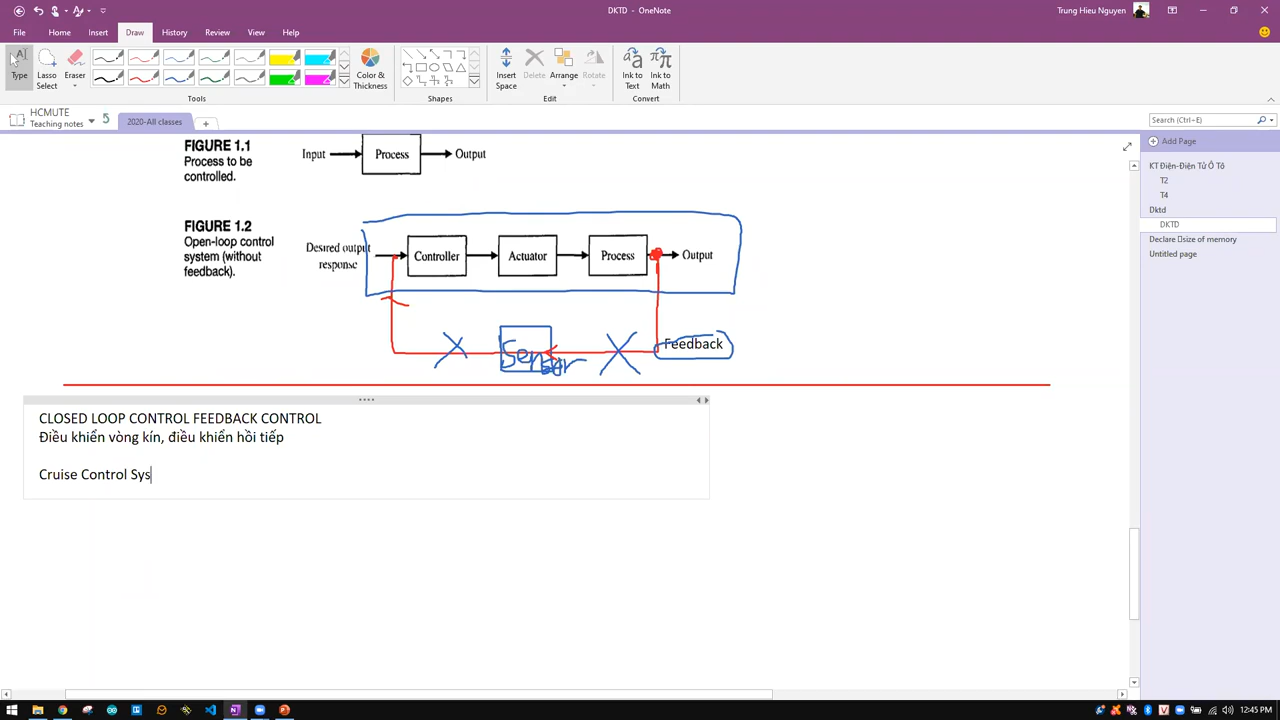 DKTD - OneNote
Trung Hieu Nguyen
File Home Insert Draw History Review View Help
Type
Lasso Select
Eraser
Color & Thickness
Insert Space
Delete
Arrange
Rotate
Ink to Text
Ink to Math
Tools
Shapes
Edit
Convert
HCMUTE
Teaching notes
2020-All classes
Search (Ctrl+E)
Add Page
KT Điện-Điện Tử Ô Tô
T2
T4
Dktd
DKTD
Declare Dsize of memory
Untitled page
FIGURE 1.1
Process to be
controlled.
Input Process Output
FIGURE 1.2
Open-loop control
system (without
feedback).
Desired output
response
Controller Actuator Process Output
Sensor
Feedback
CLOSED LOOP CONTROL FEEDBACK CONTROL
Điều khiển vòng kín, điều khiển hồi tiếp
Cruise Control Sys
12:45 PM